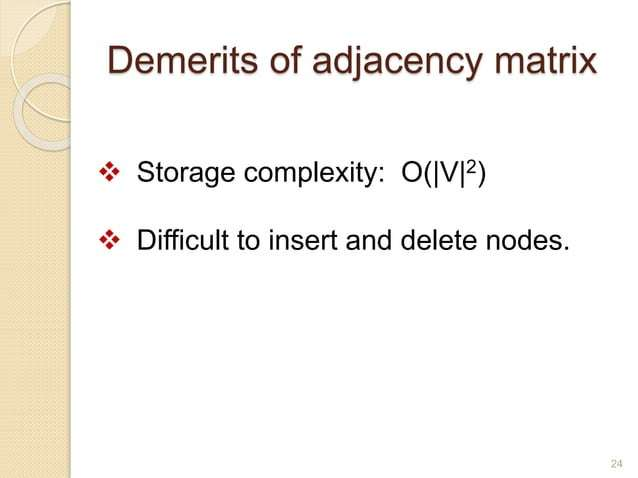 Demerits of adjacency matrix
❖ Storage complexity: O(|V|²)
❖ Difficult to insert and delete nodes.
24